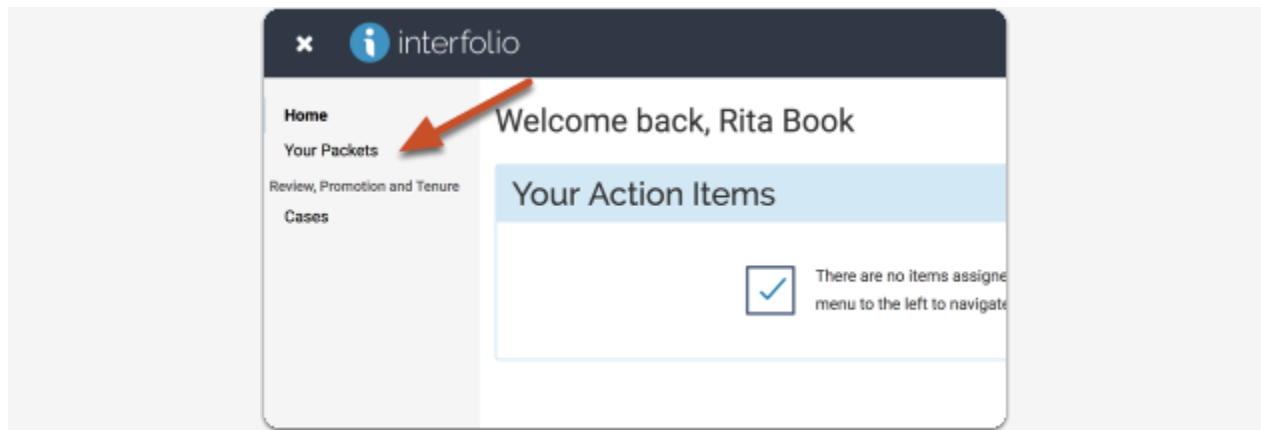 interfolio
Home
Your Packets
Review, Promotion and Tenure
Cases
Welcome back, Rita Book
Your Action Items
There are no items assigne
menu to the left to navigate